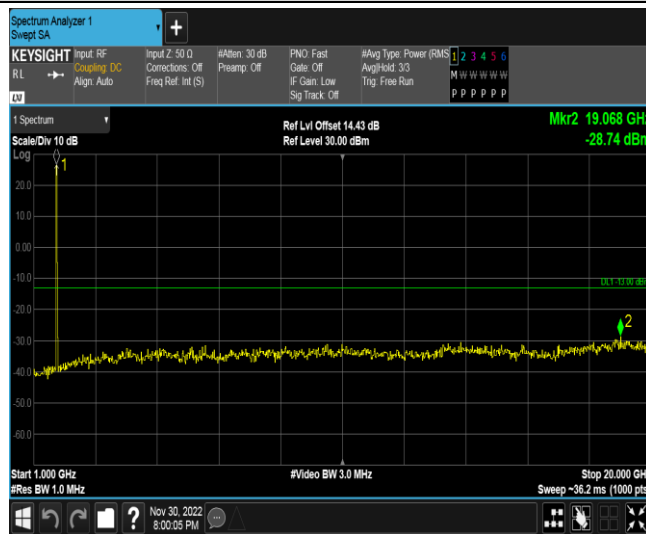 Spectrum Analyzer 1
Swept SA
+
KEYSIGHT Input: RF Input Z: 50 Ω #Atten: 30 dB PNO: Fast #Avg Type: Power (RMS 1 2 3 4 5 6
RL Coupling: DC Corrections: Off Preamp: Off Gate: Off Avg|Hold: 3/3 M W W W W W
Align: Auto Freq Ref: Int (S) IF Gain: Low Trig: Free Run
LXI Sig Track: Off P P P P P P
1 Spectrum Ref Lvl Offset 14.43 dB Mkr2 19.068 GHz
Scale/Div 10 dB Ref Level 30.00 dBm -28.74 dBm
Log
1
20.0
10.0
0.00
-10.0 DL1 -13.00 dBm
-20.0
2
-30.0
-40.0
-50.0
-60.0
Start 1.000 GHz #Video BW 3.0 MHz Stop 20.000 GH
#Res BW 1.0 MHz Sweep ~36.2 ms (1000 pts
? Nov 30, 2022
8:00:05 PM